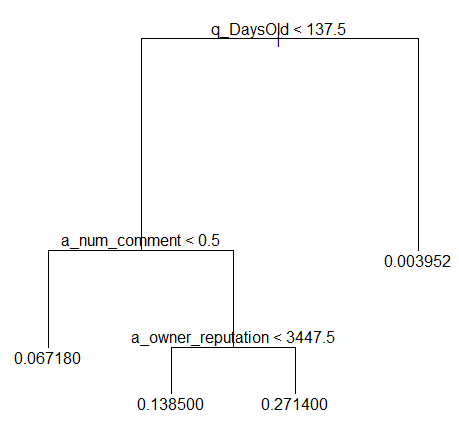 q_DaysOld < 137.5
a_num_comment < 0.5
0.003952
a_owner_reputation < 3447.5
0.067180
0.138500
0.271400